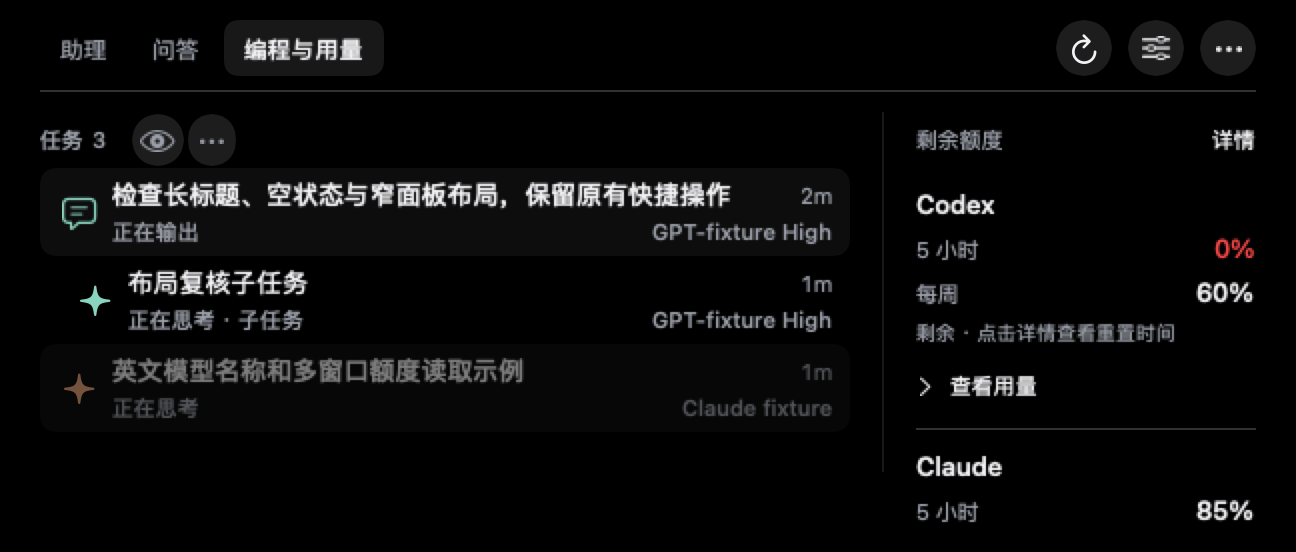 助理 问答 编程与用量
任务 3
检查长标题、空状态与窄面板布局，保留原有快捷操作 2m
正在输出 GPT-fixture High
布局复核子任务 1m
正在思考 · 子任务 GPT-fixture High
英文模型名称和多窗口额度读取示例 1m
正在思考 Claude fixture
剩余额度 详情
Codex
5 小时 0%
每周 60%
剩余 · 点击详情查看重置时间
查看用量
Claude
5 小时 85%